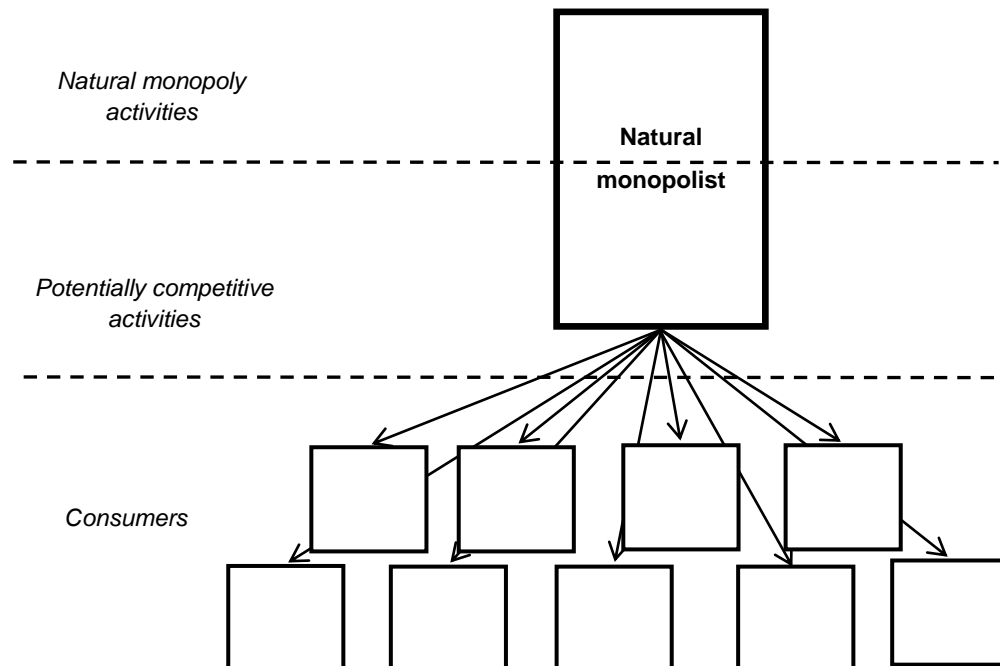 Natural monopoly
activities
Natural
monopolist
Potentially competitive
activities
Consumers